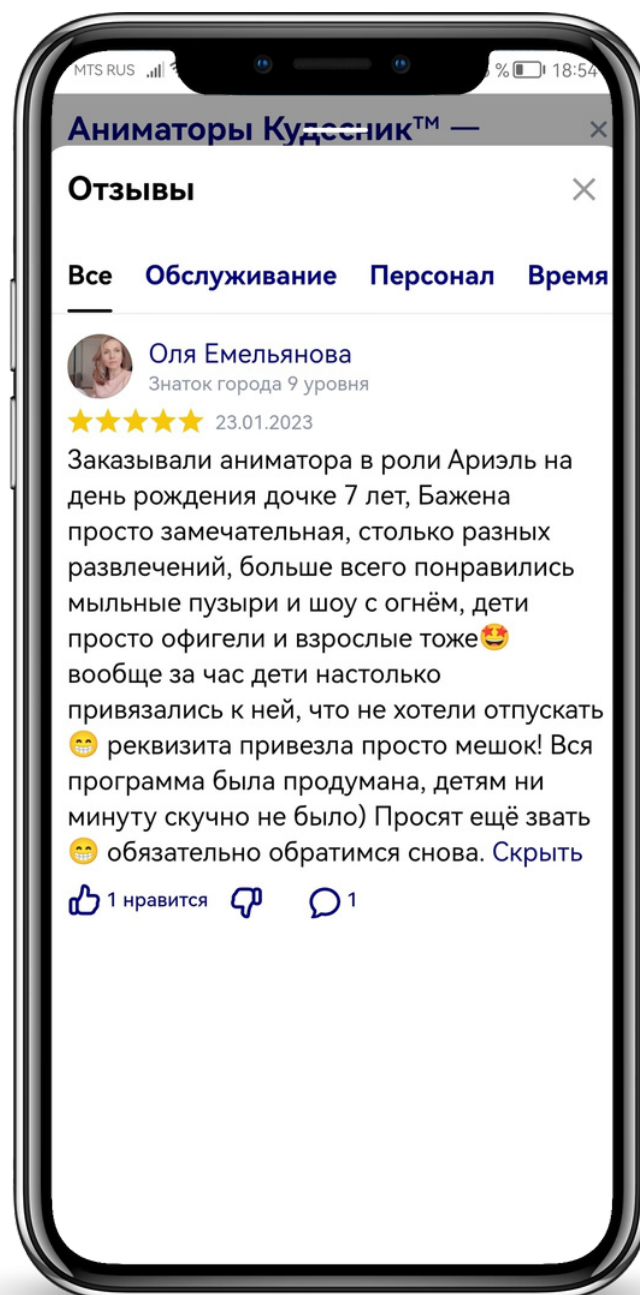 MTS RUS % 18:54
Аниматоры Кудесник™ —
Отзывы
Все Обслуживание Персонал Время
Оля Емельянова
Знаток города 9 уровня
23.01.2023
Заказывали аниматора в роли Ариэль на
день рождения дочке 7 лет, Бажена
просто замечательная, столько разных
развлечений, больше всего понравились
мыльные пузыри и шоу с огнём, дети
просто офигели и взрослые тоже🤩
вообще за час дети настолько
привязались к ней, что не хотели отпускать
😁 реквизита привезла просто мешок! Вся
программа была продумана, детям ни
минуту скучно не было) Просят ещё звать
😁 обязательно обратимся снова. Скрыть
1 нравится 1